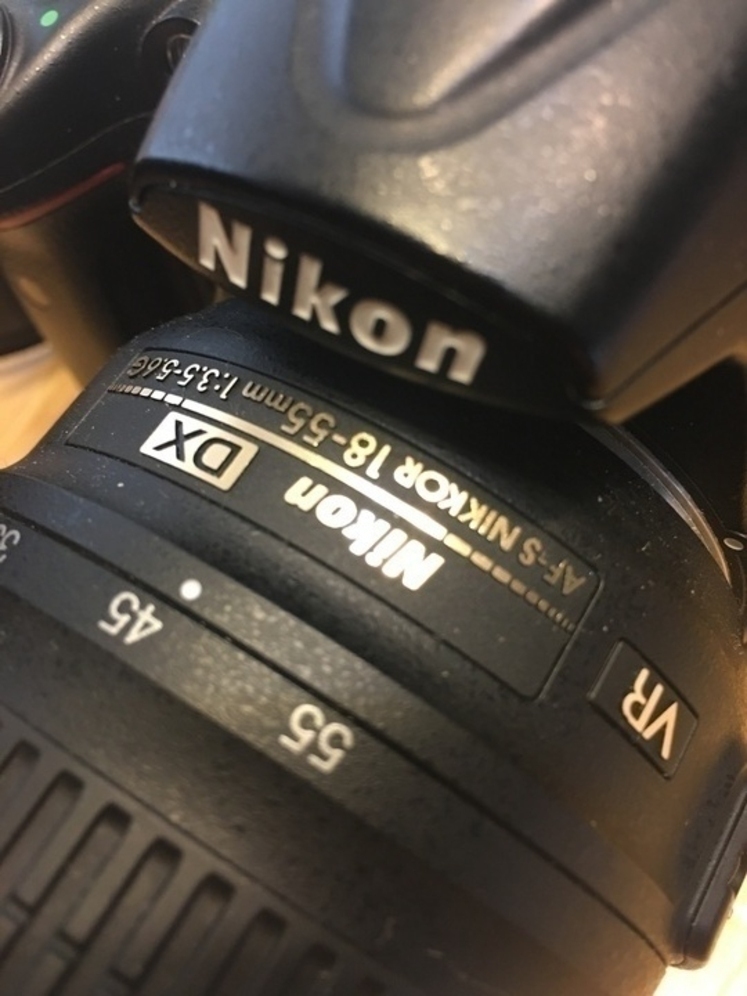 Nikon
AF-S NIKKOR 18-55mm 1:3.5-5.6G
Nikon DX
VR
55 45